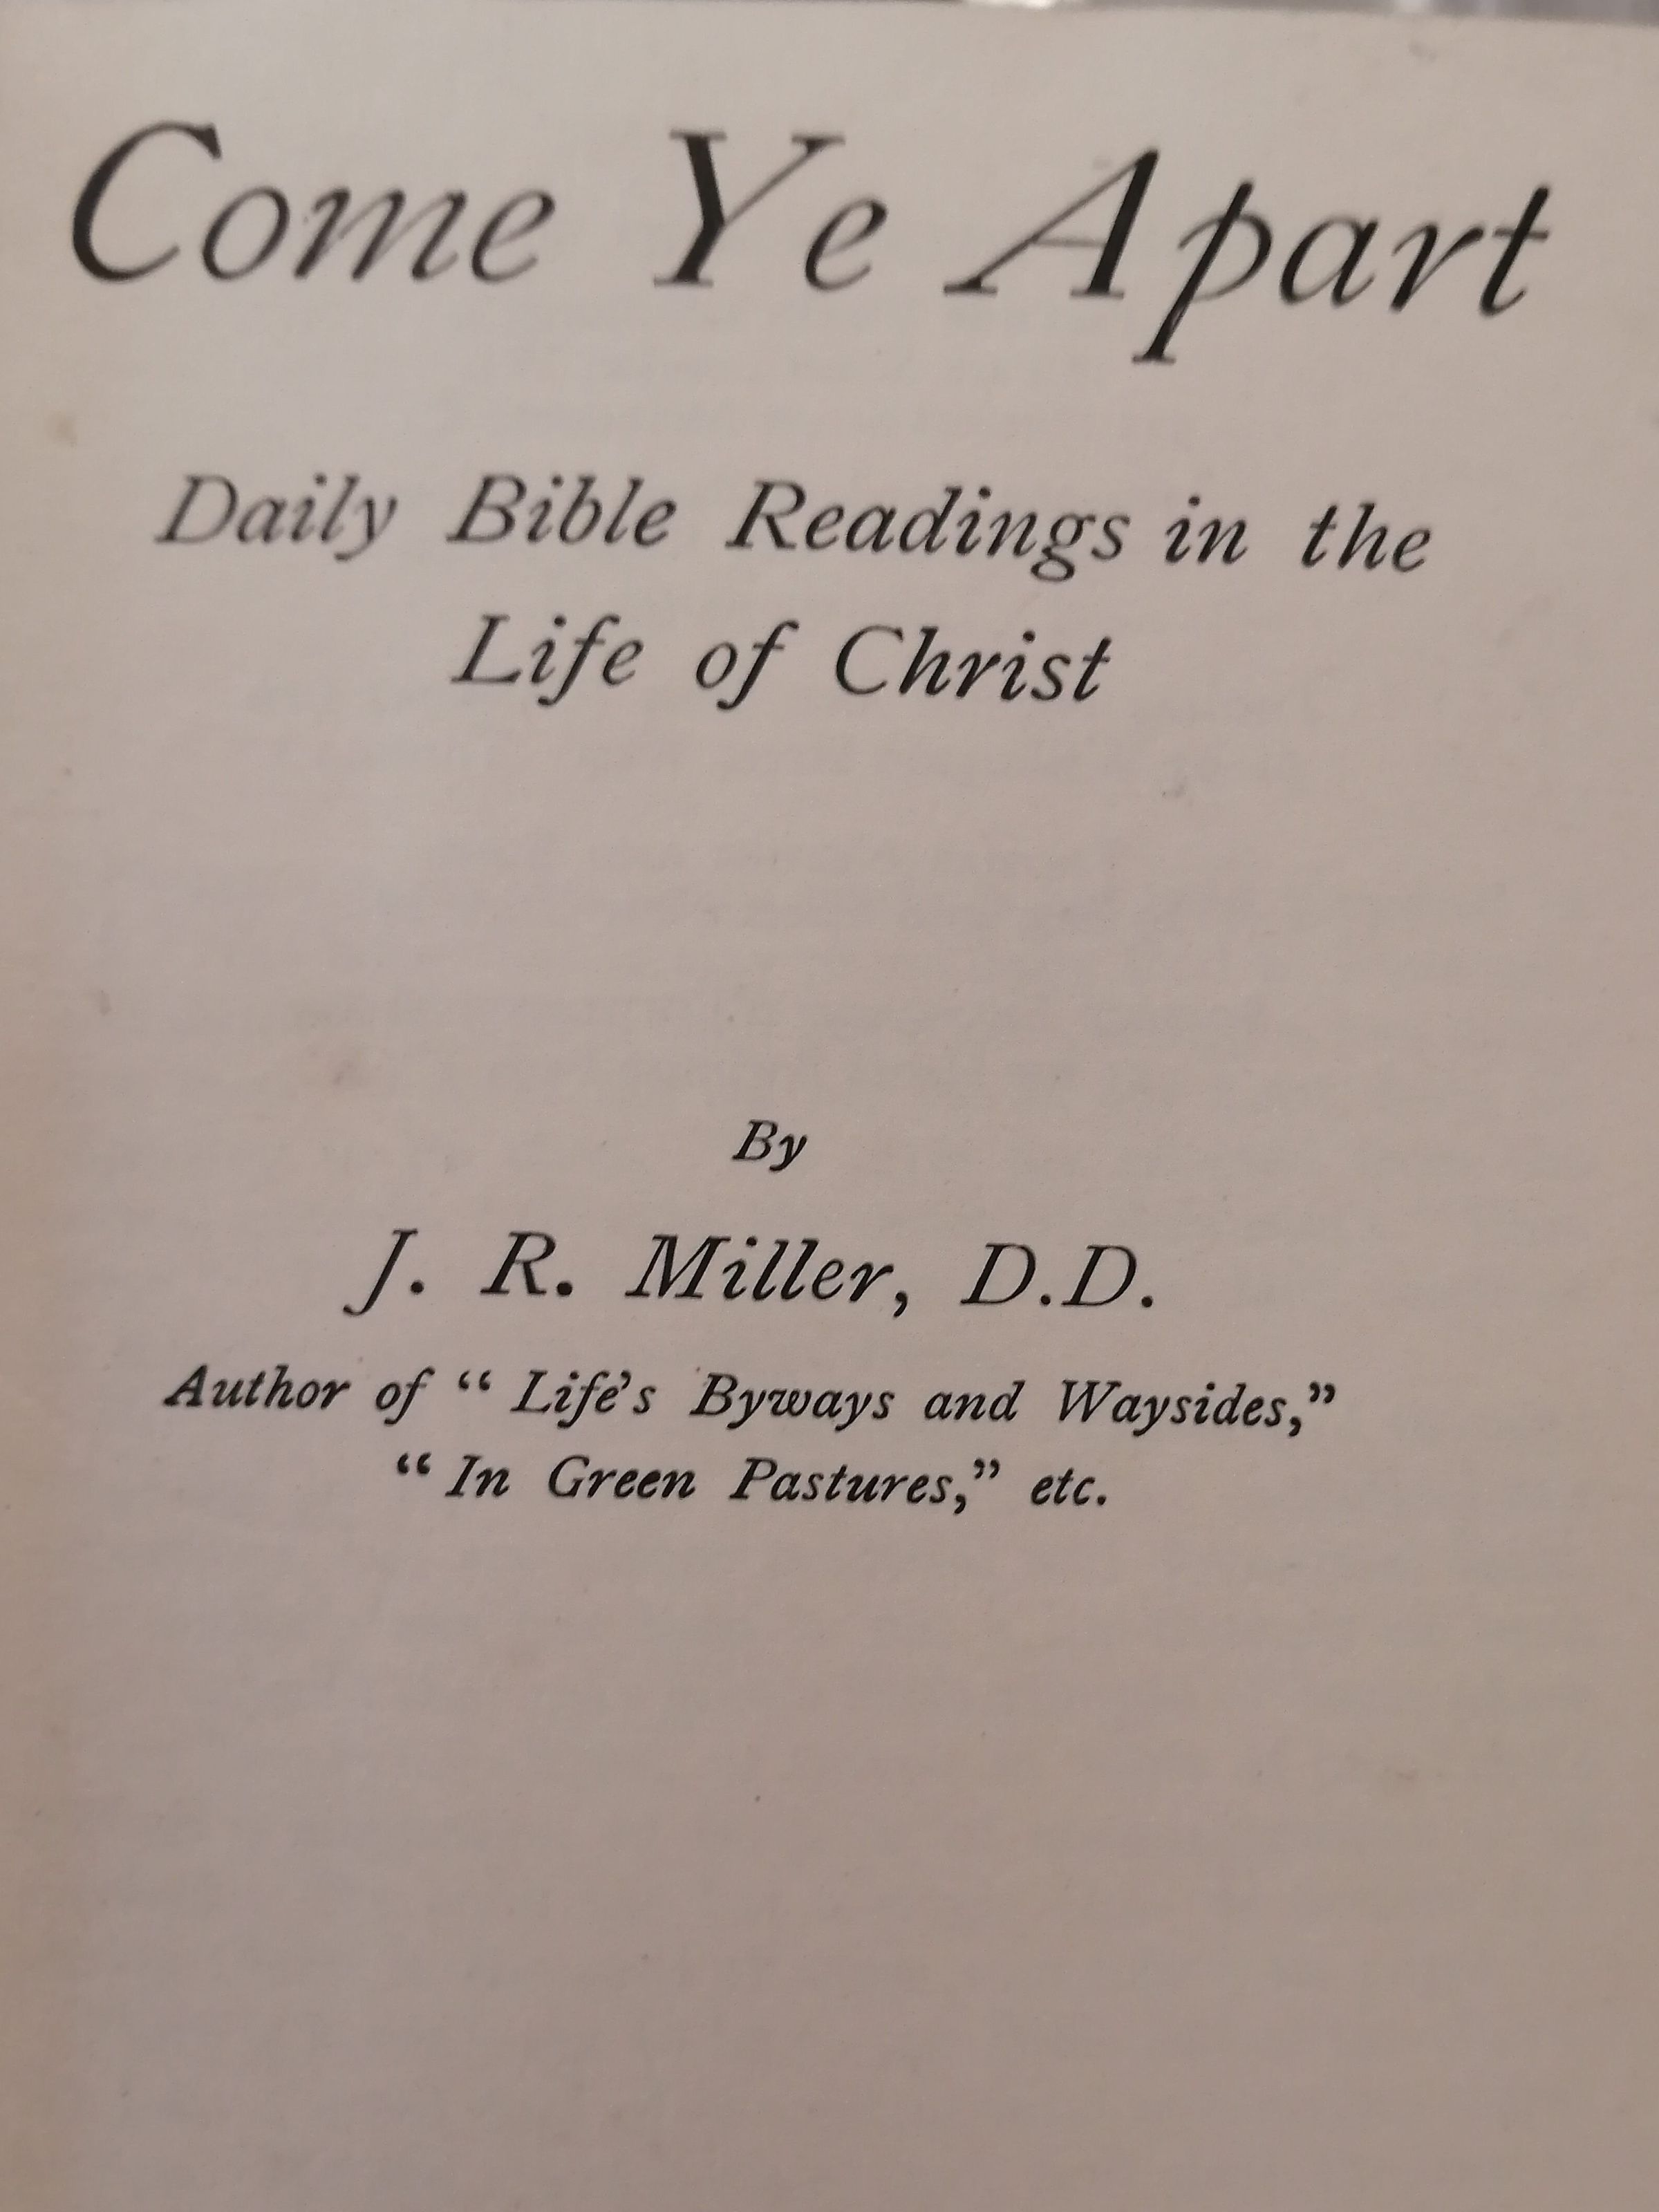 Come Ye Apart
Daily Bible Readings in the
Life of Christ
By
J. R. Miller, D.D.
Author of “ Life's Byways and Waysides,”
“ In Green Pastures,” etc.